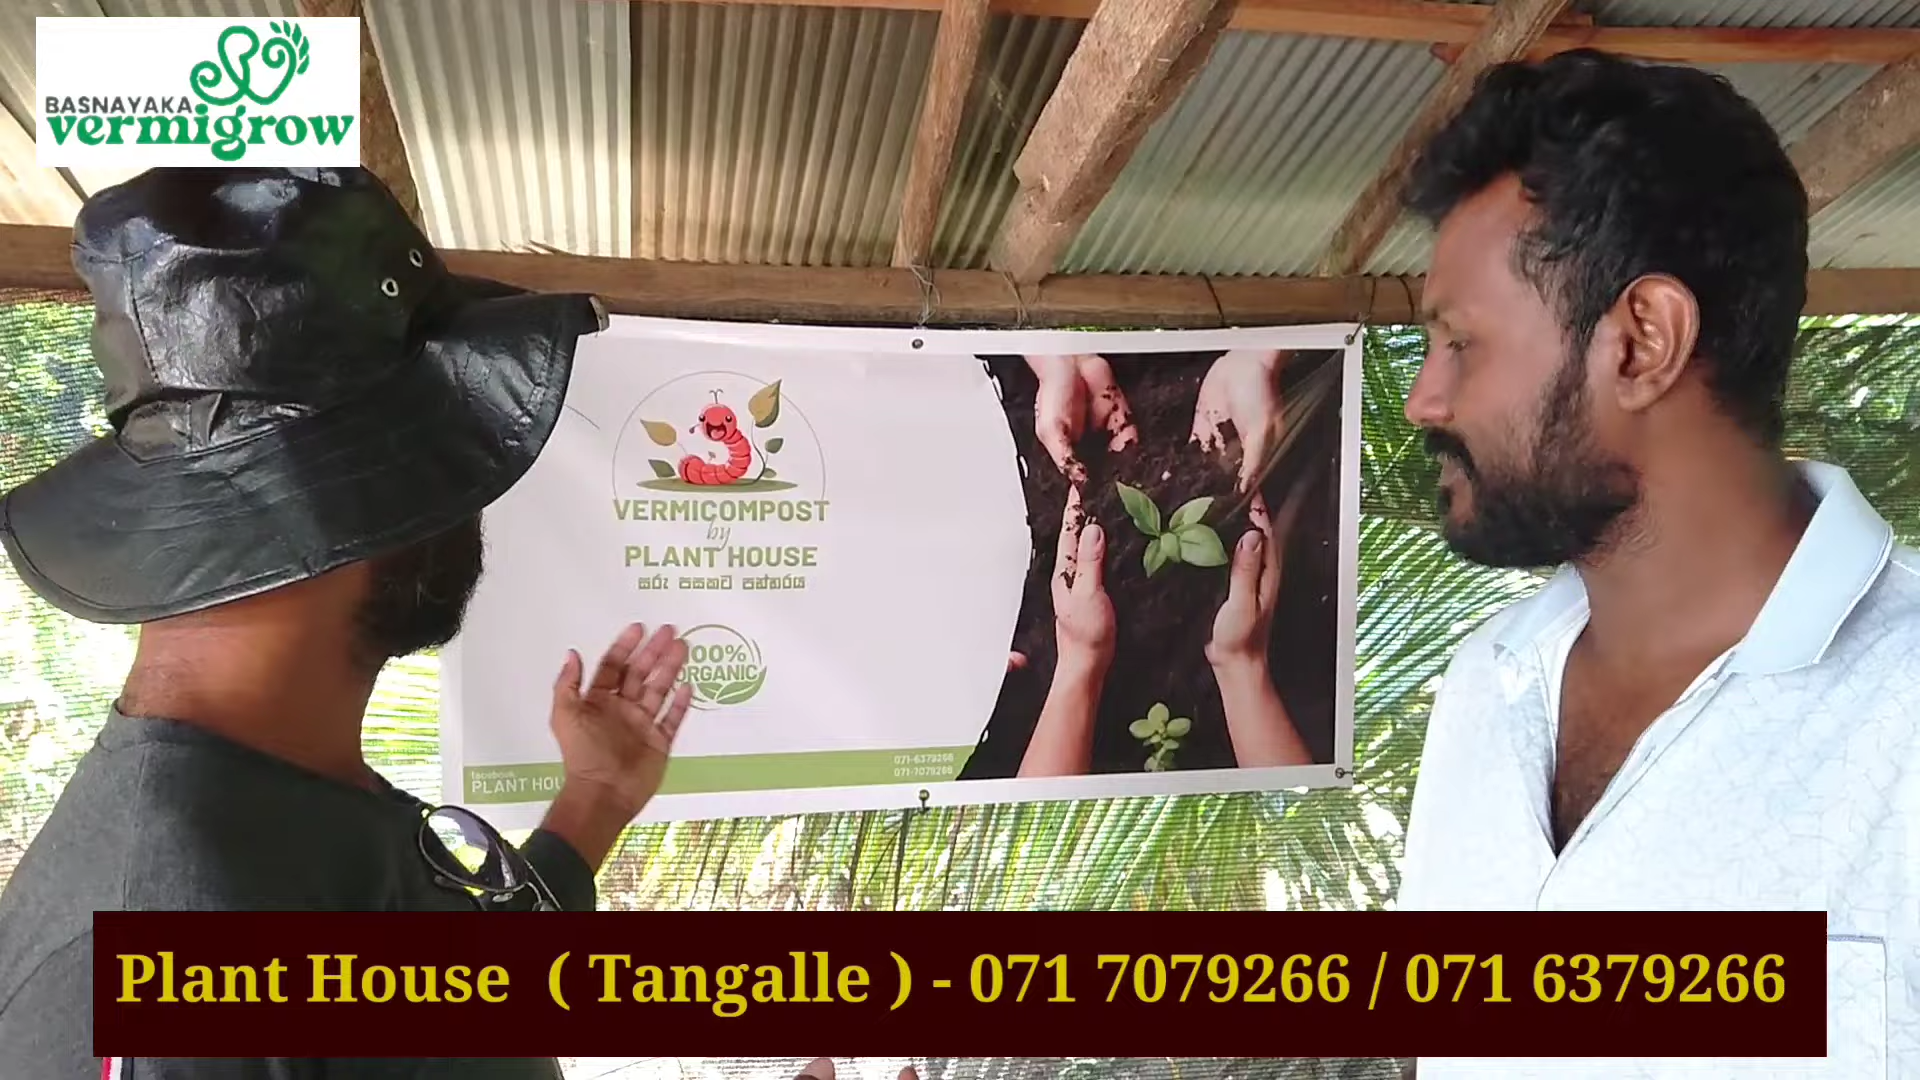 BASNAYAKA
vermigrow
VERMICOMPOST
by
PLANT HOUSE
සරු පසකට පන්නරය
100%
ORGANIC
facebook
PLANT HOU
071-6379266
071-7079266
Plant House ( Tangalle ) - 071 7079266 / 071 6379266